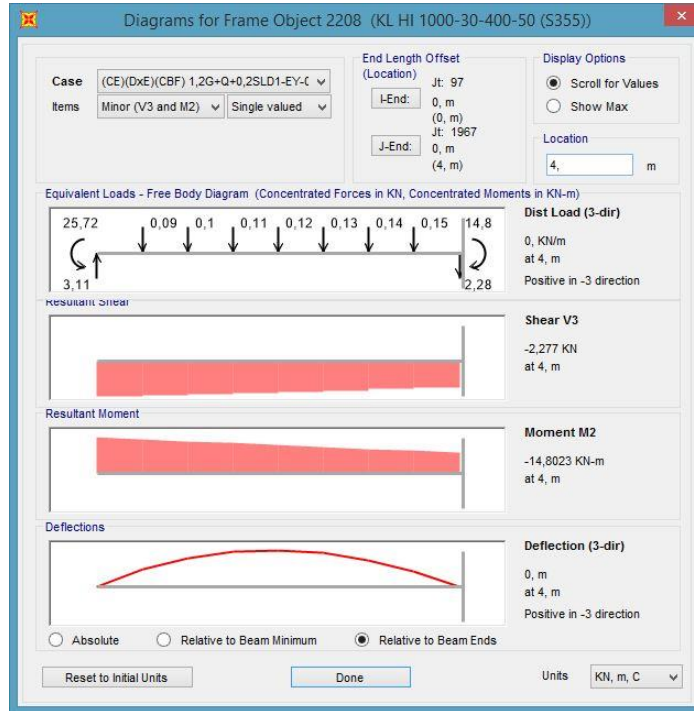 Diagrams for Frame Object 2208 (KL HI 1000-30-400-50 (S355))
Case (CE)(DxE)(CBF) 1,2G+Q+0,2SLD1-EY-(
Items Minor (V3 and M2) Single valued
End Length Offset
(Location)
Jt: 97
I-End: 0, m
(0, m)
Jt: 1967
J-End: 0, m
(4, m)
Display Options
Scroll for Values
Show Max
Location
4, m
Equivalent Loads - Free Body Diagram (Concentrated Forces in KN, Concentrated Moments in KN-m)
25,72 0,09 0,1 0,11 0,12 0,13 0,14 0,15 14,8
3,11 2,28
Dist Load (3-dir)
0, KN/m
at 4, m
Positive in -3 direction
Resultant Shear
Shear V3
-2,277 KN
at 4, m
Resultant Moment
Moment M2
-14,8023 KN-m
at 4, m
Deflections
Deflection (3-dir)
0, m
at 4, m
Positive in -3 direction
Absolute Relative to Beam Minimum Relative to Beam Ends
Reset to Initial Units Done Units KN, m, C